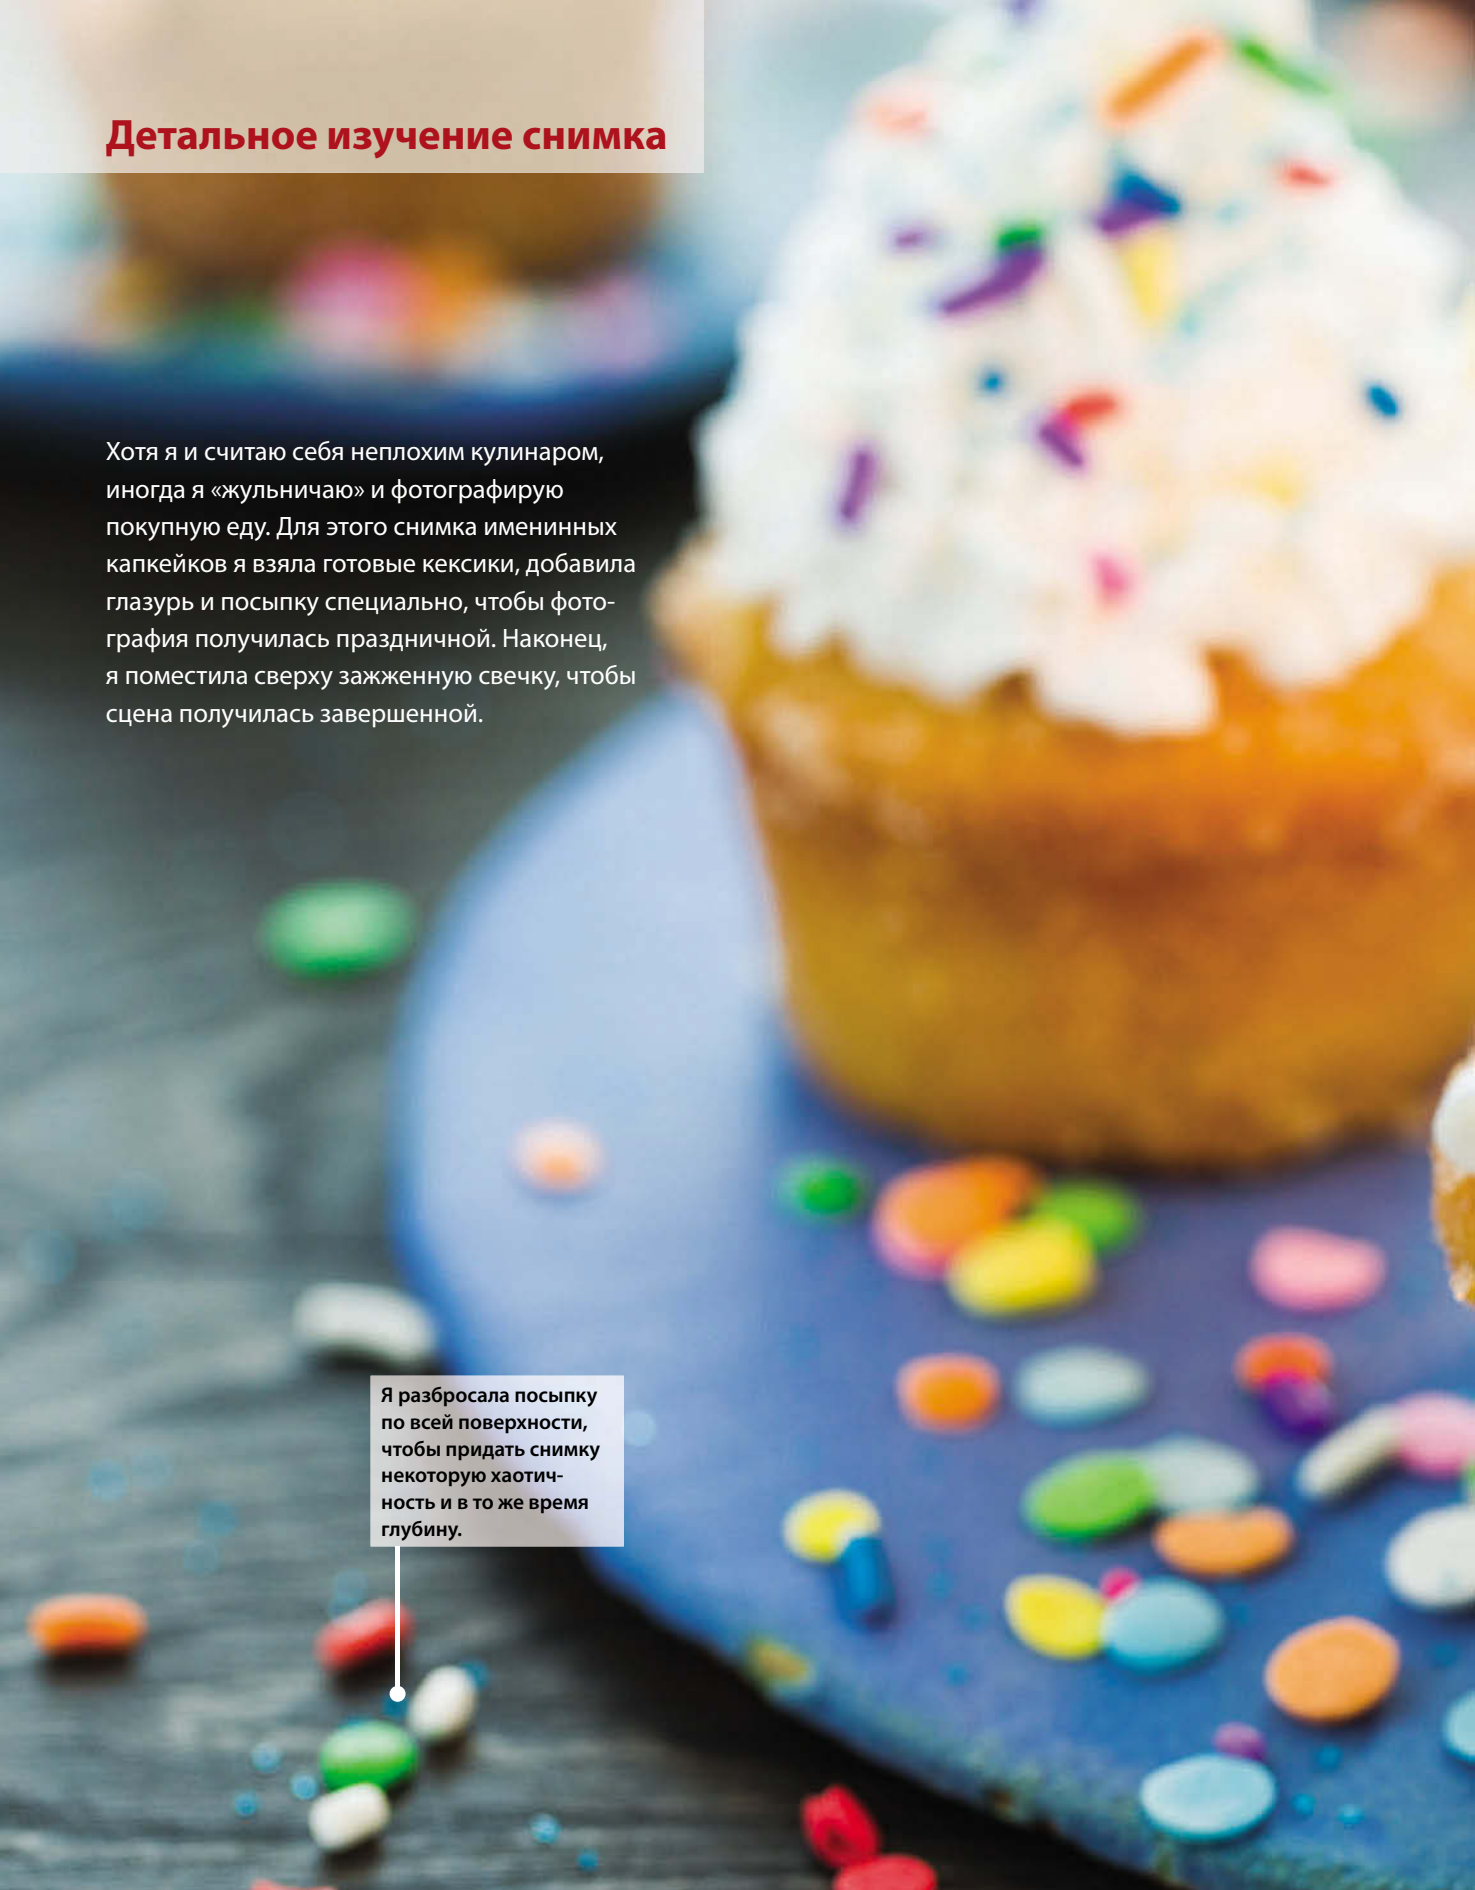 Детальное изучение снимка
Хотя я и считаю себя неплохим кулинаром,
иногда я «жульничаю» и фотографирую
покупную еду. Для этого снимка именинных
капкейков я взяла готовые кексики, добавила
глазурь и посыпку специально, чтобы фото-
графия получилась праздничной. Наконец,
я поместила сверху зажженную свечку, чтобы
сцена получилась завершенной.
Я разбросала посыпку
по всей поверхности,
чтобы придать снимку
некоторую хаотич-
ность и в то же время
глубину.